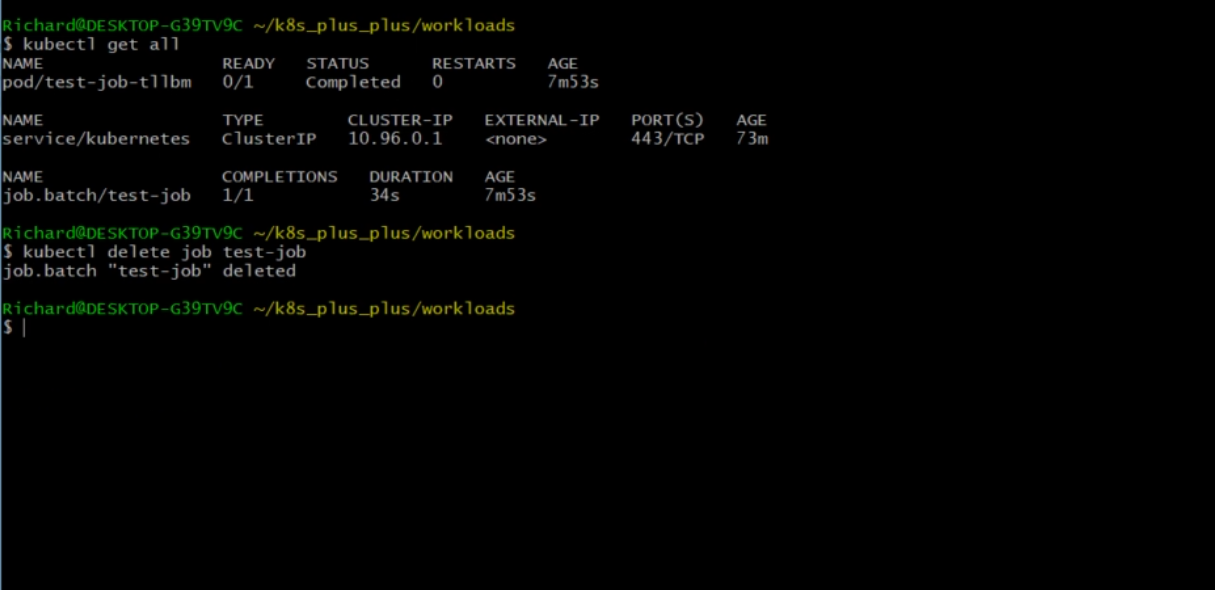 Richard@DESKTOP-G39TV9C ~/k8s_plus_plus/workloads
$ kubectl get all
NAME READY STATUS RESTARTS AGE
pod/test-job-tllbm 0/1 Completed 0 7m53s
NAME TYPE CLUSTER-IP EXTERNAL-IP PORT(S) AGE
service/kubernetes ClusterIP 10.96.0.1 <none> 443/TCP 73m
NAME COMPLETIONS DURATION AGE
job.batch/test-job 1/1 34s 7m53s
Richard@DESKTOP-G39TV9C ~/k8s_plus_plus/workloads
$ kubectl delete job test-job
job.batch "test-job" deleted
Richard@DESKTOP-G39TV9C ~/k8s_plus_plus/workloads
$